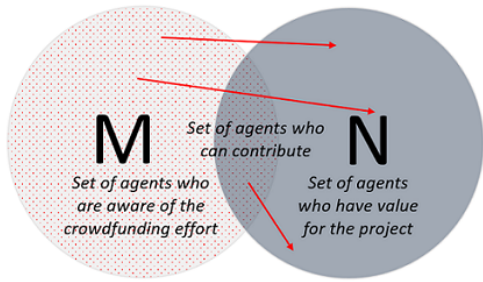 M
Set of agents who
are aware of the
crowdfunding effort
Set of agents who
can contribute
N
Set of agents
who have value
for the project